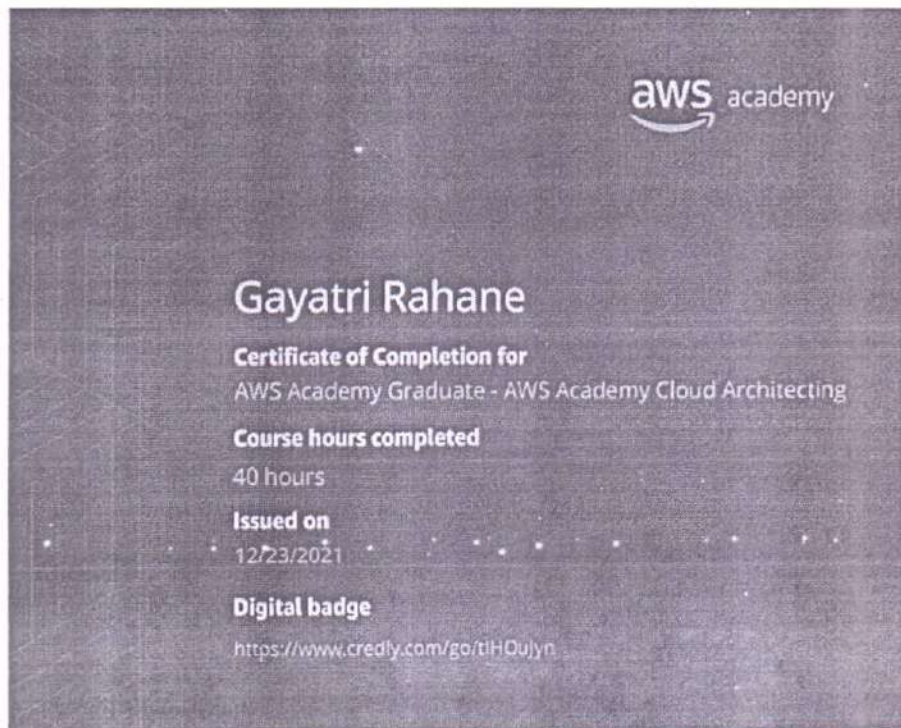 aws academy
Gayatri Rahane
Certificate of Completion for
AWS Academy Graduate - AWS Academy Cloud Architecting
Course hours completed
40 hours
Issued on
12/23/2021
Digital badge